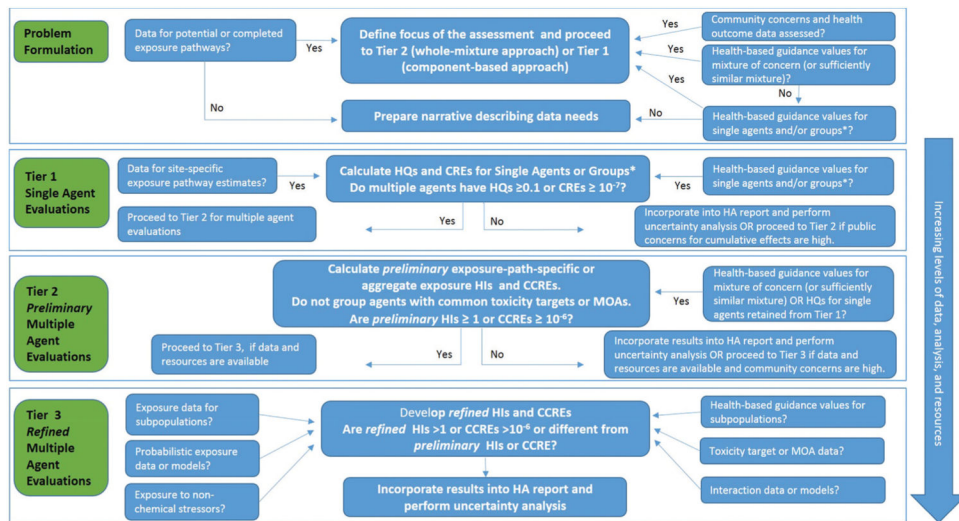 Problem
Formulation
Data for potential or completed
exposure pathways?
Yes
No
Define focus of the assessment and proceed
to Tier 2 (whole-mixture approach) or Tier 1
(component-based approach)
Prepare narrative describing data needs
Yes
Yes
Yes
No
No
Community concerns and health
outcome data assessed?
Health-based guidance values for
mixture of concern (or sufficiently
similar mixture)?
Health-based guidance values for
single agents and/or groups*?
Tier 1
Single Agent
Evaluations
Data for site-specific
exposure pathway estimates?
Yes
Calculate HQs and CREs for Single Agents or Groups*
Do multiple agents have HQs ≥0.1 or CREs ≥ 10⁻⁷?
Yes
Health-based guidance values for
single agents and/or groups*?
Proceed to Tier 2 for multiple agent
evaluations
Yes
No
Incorporate into HA report and perform
uncertainty analysis OR proceed to Tier 2 if public
concerns for cumulative effects are high.
Tier 2
Preliminary
Multiple
Agent
Evaluations
Calculate preliminary exposure-path-specific or
aggregate exposure HIs and CCREs.
Do not group agents with common toxicity targets or MOAs.
Are preliminary HIs ≥ 1 or CCREs ≥ 10⁻⁶?
Yes
Health-based guidance values for
mixture of concern (or sufficiently
similar mixture) OR HQs for single
agents retained from Tier 1?
Proceed to Tier 3, if data and
resources are available
Yes
No
Incorporate results into HA report and perform
uncertainty analysis OR proceed to Tier 3 if data and
resources are available and community concerns are high.
Tier 3
Refined
Multiple
Agent
Evaluations
Exposure data for
subpopulations?
Probabilistic exposure
data or models?
Exposure to non-
chemical stressors?
Develop refined HIs and CCREs
Are refined HIs >1 or CCREs >10⁻⁶ or different from
preliminary HIs or CCRE?
Incorporate results into HA report and
perform uncertainty analysis
Health-based guidance values for
subpopulations?
Toxicity target or MOA data?
Interaction data or models?
Increasing levels of data, analysis, and resources